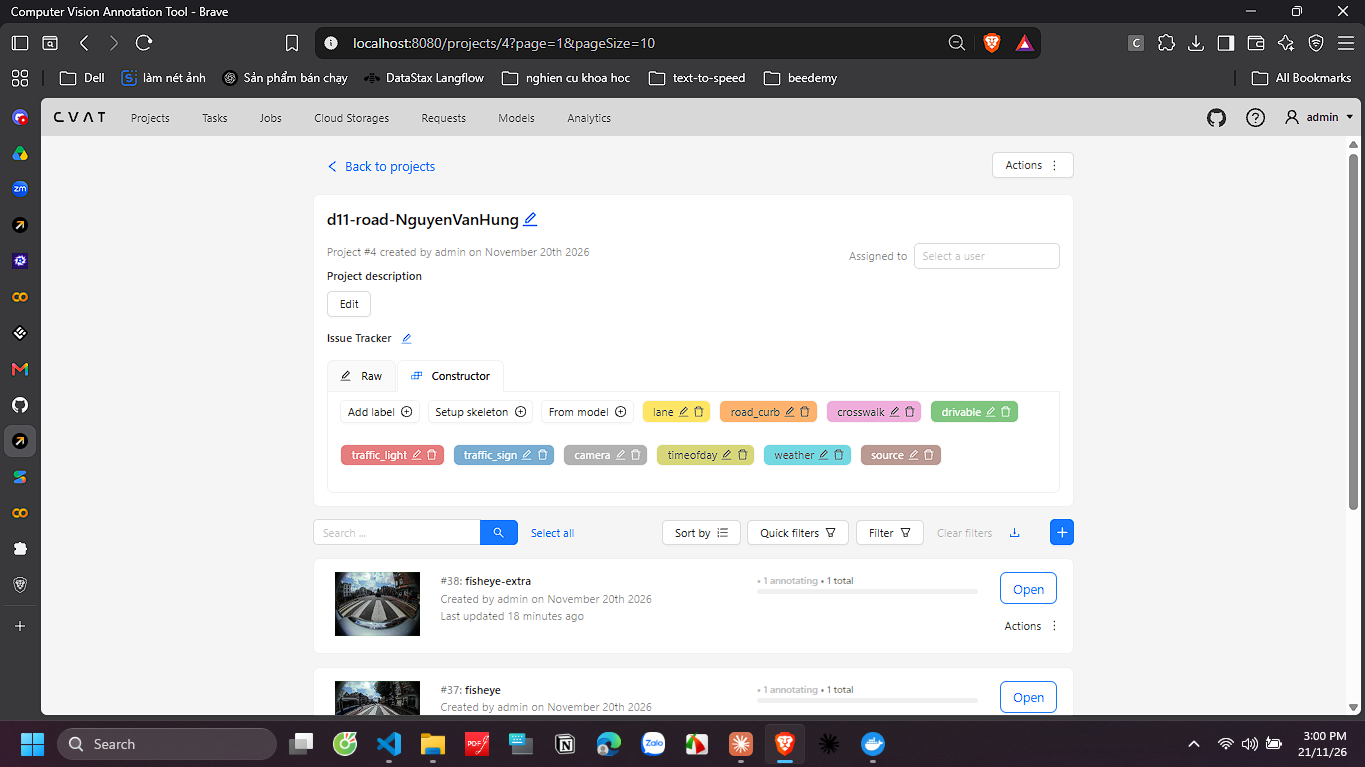 Computer Vision Annotation Tool - Brave
localhost:8080/projects/4?page=1&pageSize=10
Dell
làm nét ảnh
Sản phẩm bán chạy
DataStax Langflow
nghien cu khoa hoc
text-to-speed
beedemy
All Bookmarks
CVAT
Projects
Tasks
Jobs
Cloud Storages
Requests
Models
Analytics
admin
Back to projects
Actions
d11-road-NguyenVanHung
Project #4 created by admin on November 20th 2026
Assigned to
Select a user
Project description
Edit
Issue Tracker
Raw
Constructor
Add label
Setup skeleton
From model
lane
road_curb
crosswalk
drivable
traffic_light
traffic_sign
camera
timeofday
weather
source
Search ...
Select all
Sort by
Quick filters
Filter
Clear filters
#38: fisheye-extra
Created by admin on November 20th 2026
Last updated 18 minutes ago
• 1 annotating • 1 total
Open
Actions
#37: fisheye
Created by admin on November 20th 2026
• 1 annotating • 1 total
Open
zm
C
Search
PDF
Zalo
3:00 PM
21/11/26